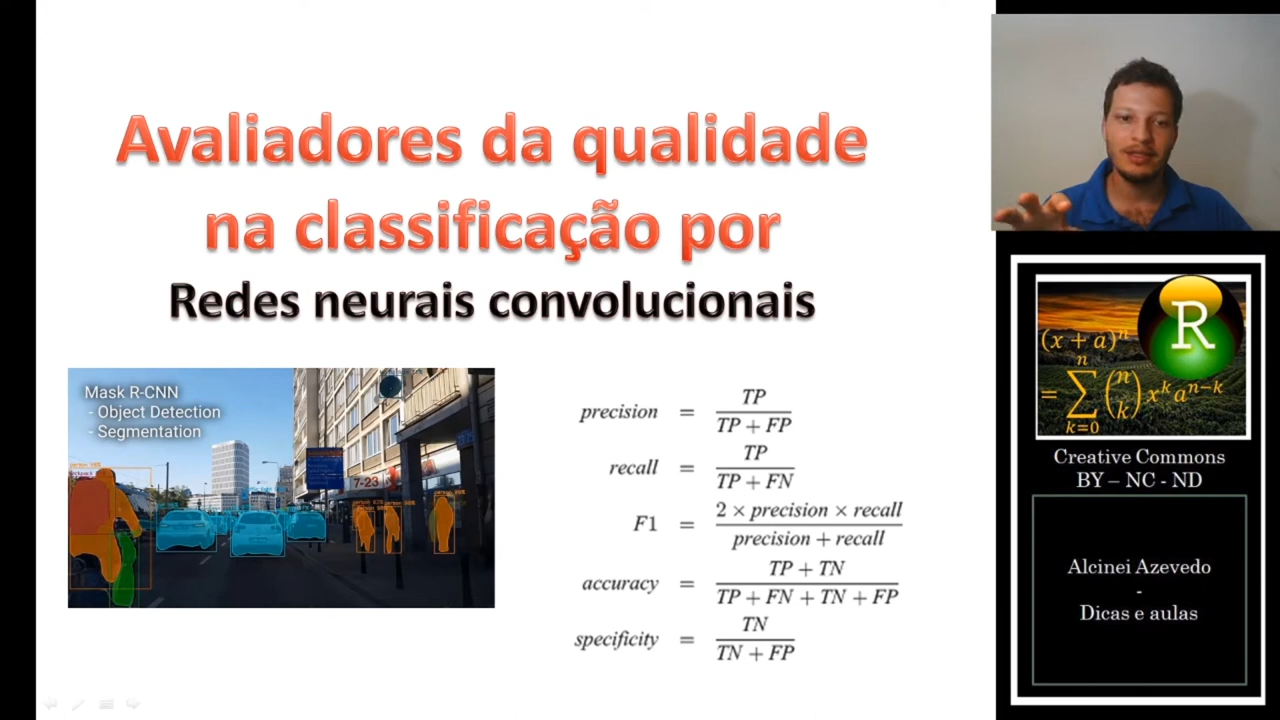 Avaliadores da qualidade
na classificação por
Redes neurais convolucionais
Mask R-CNN
- Object Detection
- Segmentation
7-23
precision = TP / TP + FP
recall = TP / TP + FN
F1 = 2 × precision × recall / precision + recall
accuracy = TP + TN / TP + FN + TN + FP
specificity = TN / TN + FP
R
(x + a)^n
= ∑ n k=0 (n k) x^k a^n−k
Creative Commons
BY – NC - ND
Alcinei Azevedo
-
Dicas e aulas